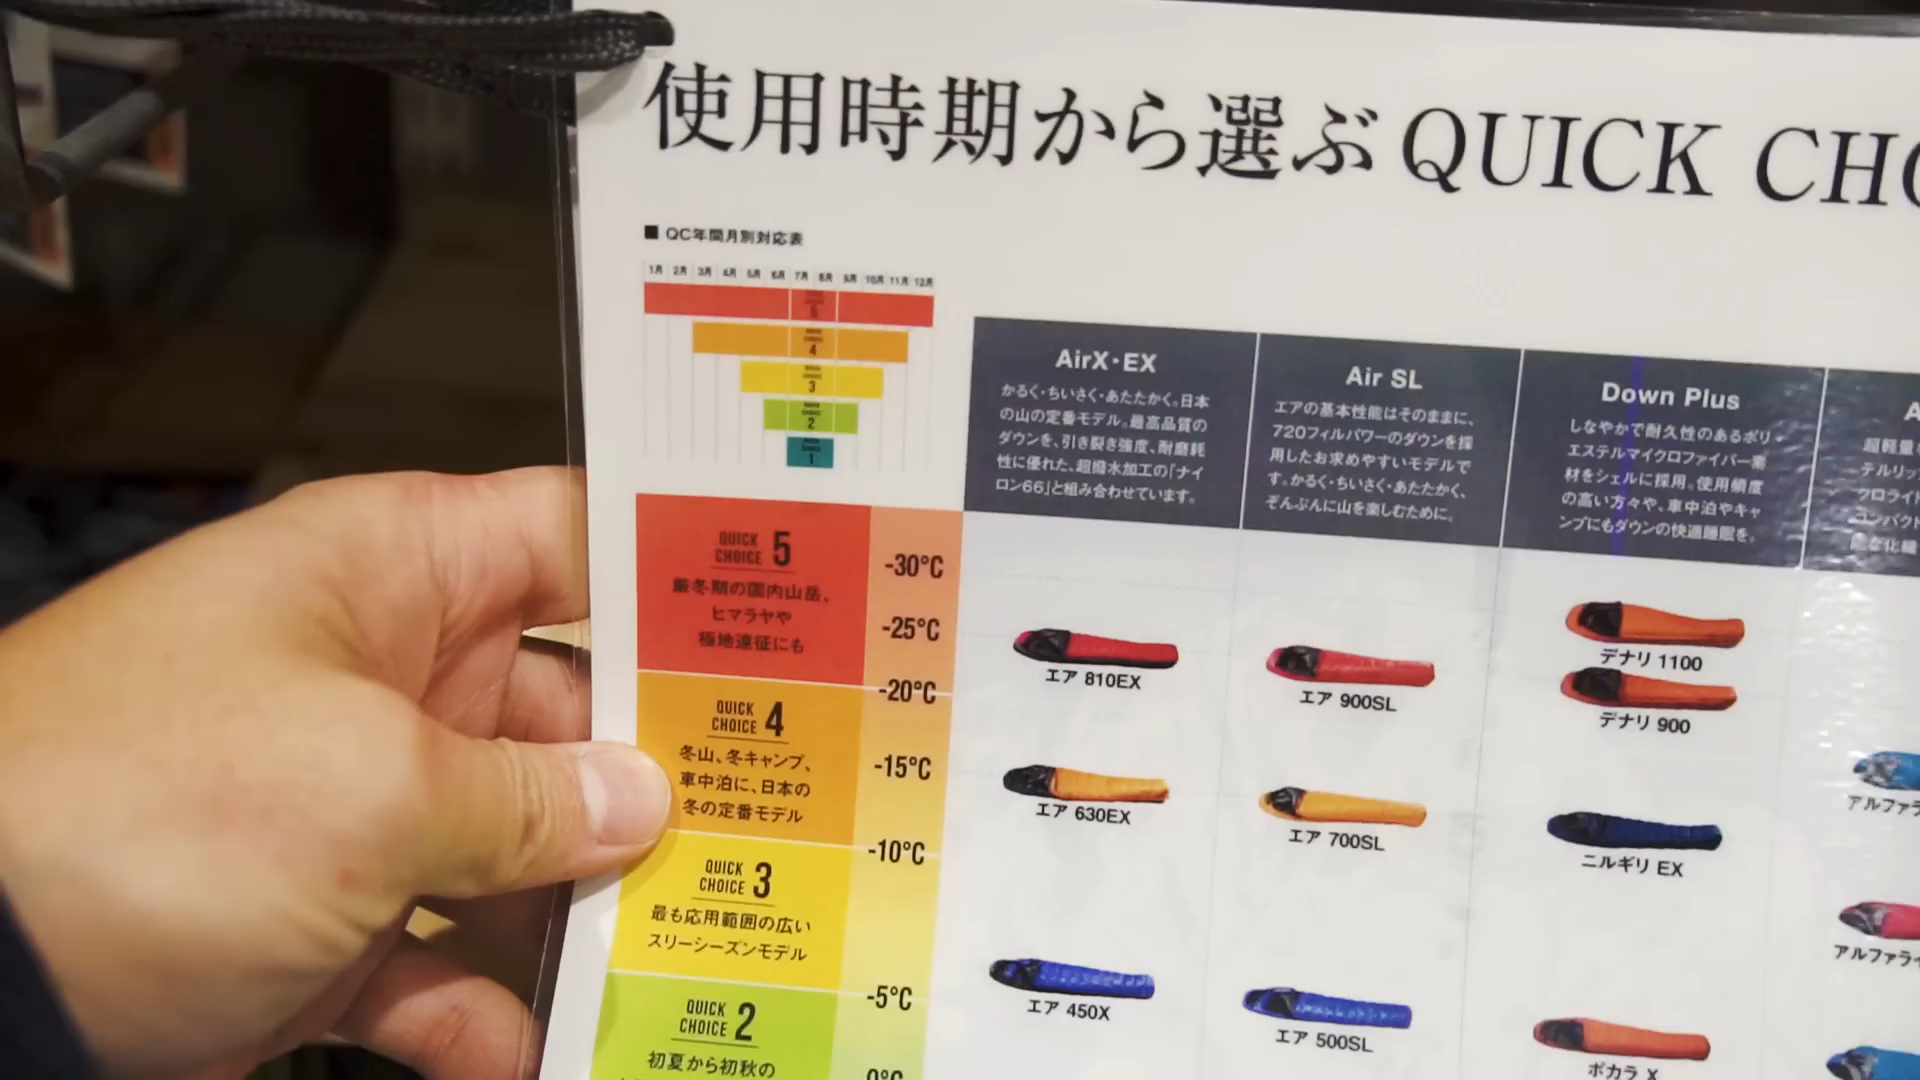 使用時期から選ぶ QUICK
■ QC年間月別対応表
1月 2月 3月 4月 5月 6月 7月 8月 9月 10月 11月 12月
5
4
3
2
1
AirX・EX
かるく・ちいさく・あたたかく。日本
の山の定番モデル。最高品質の
ダウンを、引き裂き強度、耐磨耗
性に優れた、超撥水加工の「ナイ
ロン66」と組み合わせています。
Air SL
エアの基本性能はそのままに、
720フィルパワーのダウンを採
用したお求めやすいモデルで
す。かるく・ちいさく・あたたかく、
ぞんぶんに山を楽しむために。
Down Plus
しなやかで耐久性のあるポリ
エステルマイクロファイバー素
材をシェルに採用。使用頻度
の高い方々や、車中泊やキャ
ンプにもダウンの快適睡眠を。
超軽量
QUICK CHOICE 5
厳冬期の国内山岳、
ヒマラヤや
極地遠征にも
-30°C
-25°C
-20°C
エア 810EX
エア 900SL
デナリ 1100
デナリ 900
QUICK CHOICE 4
冬山、冬キャンプ、
車中泊に、日本の
冬の定番モデル
-15°C
-10°C
エア 630EX
エア 700SL
ニルギリ EX
アルファラ
QUICK CHOICE 3
最も応用範囲の広い
スリーシーズンモデル
-5°C
エア 450X
エア 500SL
ポカラ X
アルファライ
QUICK CHOICE 2
初夏から初秋の
0°C